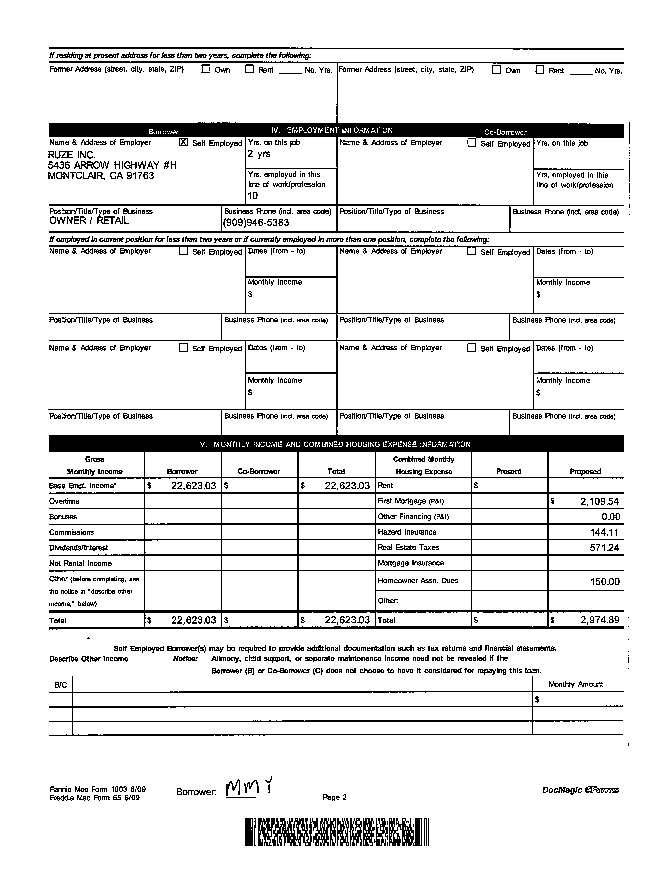 If residing at present address for less than two years, complete the following:
Former Address (street, city, state, ZIP) Own Rent No. Yrs. Former Address (street, city, state, ZIP) Own Rent No. Yrs.
Borrower IV. EMPLOYMENT INFORMATION Co-Borrower
Name & Address of Employer X Self Employed Yrs. on this job Name & Address of Employer Self Employed Yrs. on this job
RUZE INC. 2 yrs
5436 ARROW HIGHWAY #H
MONTCLAIR, CA 91763
Yrs. employed in this line of work/profession Yrs. employed in this line of work/profession
10
Position/Title/Type of Business Business Phone (incl. area code) Position/Title/Type of Business Business Phone (incl. area code)
OWNER / RETAIL (909)946-5363
If employed in current position for less than two years or if currently employed in more than one position, complete the following:
Name & Address of Employer Self Employed Dates (from - to) Name & Address of Employer Self Employed Dates (from - to)
Monthly Income Monthly Income
$ $
Position/Title/Type of Business Business Phone (incl. area code) Position/Title/Type of Business Business Phone (incl. area code)
Name & Address of Employer Self Employed Dates (from - to) Name & Address of Employer Self Employed Dates (from - to)
Monthly Income Monthly Income
$ $
Position/Title/Type of Business Business Phone (incl. area code) Position/Title/Type of Business Business Phone (incl. area code)
V. MONTHLY INCOME AND COMBINED HOUSING EXPENSE INFORMATION
Gross Monthly Income Borrower Co-Borrower Total Combined Monthly Housing Expense Present Proposed
Base Empl. Income* $ 22,623.03 $ $ 22,623.03 Rent $
Overtime First Mortgage (P&I) $ 2,109.54
Bonuses Other Financing (P&I) 0.00
Commissions Hazard Insurance 144.11
Dividends/Interest Real Estate Taxes 571.24
Net Rental Income Mortgage Insurance
Other (before completing, see Homeowner Assn. Dues 150.00
the notice in "describe other
income," below) Other:
Total $ 22,623.03 $ $ 22,623.03 Total $ $ 2,974.89
* Self Employed Borrower(s) may be required to provide additional documentation such as tax returns and financial statements.
Describe Other Income Notice: Alimony, child support, or separate maintenance income need not be revealed if the
Borrower (B) or Co-Borrower (C) does not choose to have it considered for repaying this loan.
B/C Monthly Amount
$
Fannie Mae Form 1003 6/09 Borrower: MMY DocMagic eForms
Freddie Mac Form 65 6/09 Page 2